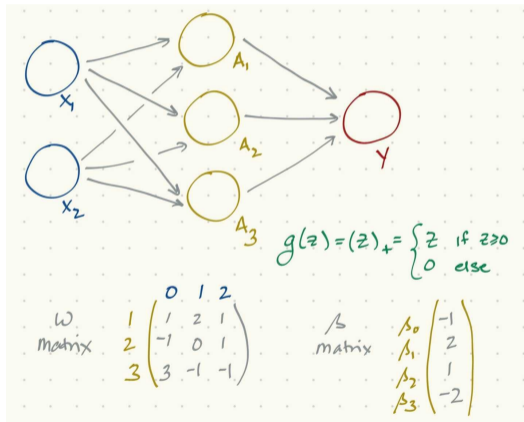 X₁
A₁
A₂
Y
X₂
A₃
g(z) = (z)₊ = { z if z≥0
0 else
0 1 2
W matrix
1 ( 1 2 1 )
2 ( -1 0 1 )
3 ( 3 -1 -1 )
β matrix
β₀ ( -1 )
β₁ ( 2 )
β₂ ( 1 )
β₃ ( -2 )